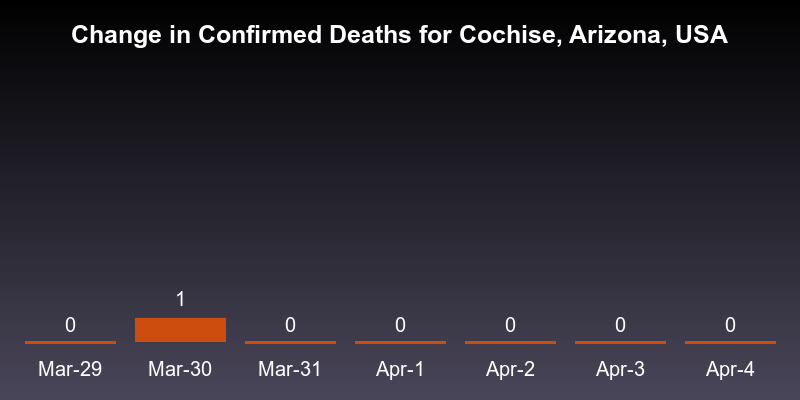 Change in Confirmed Deaths for Cochise, Arizona, USA
0 1 0 0 0 0 0
Mar-29 Mar-30 Mar-31 Apr-1 Apr-2 Apr-3 Apr-4